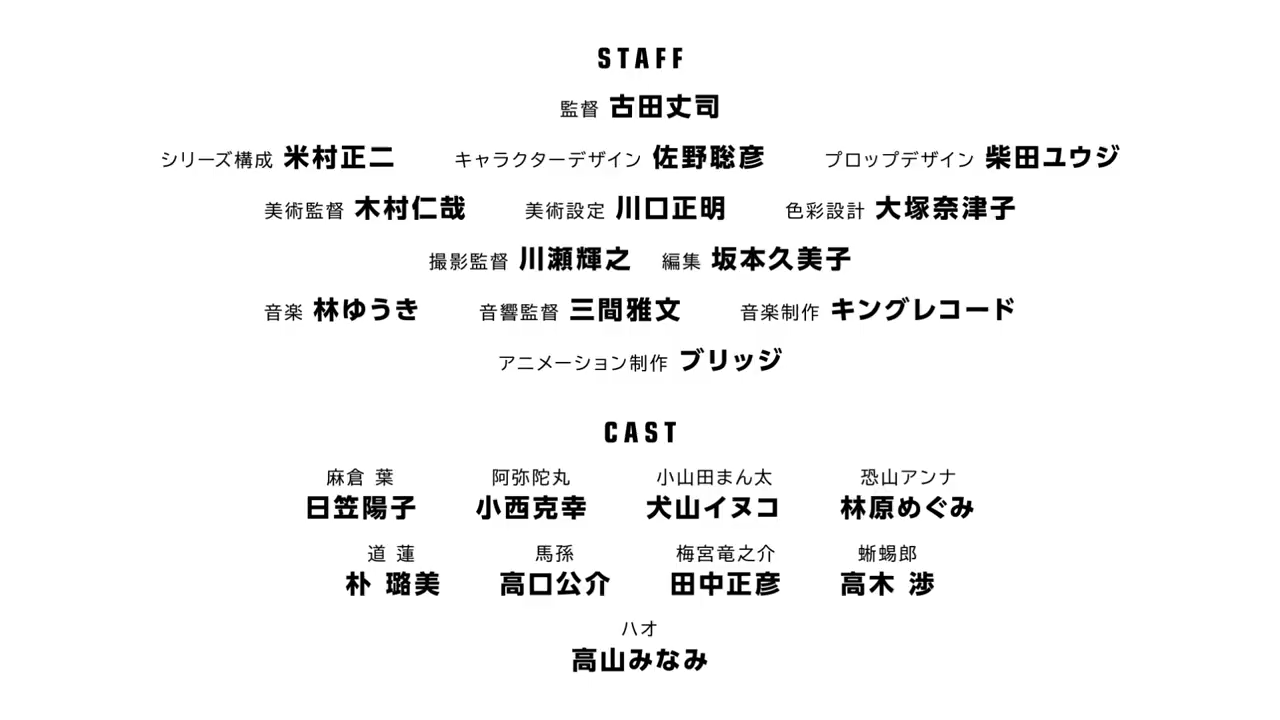 STAFF
監督 古田丈司
シリーズ構成 米村正二 キャラクターデザイン 佐野聡彦 プロップデザイン 柴田ユウジ
美術監督 木村仁哉 美術設定 川口正明 色彩設計 大塚奈津子
撮影監督 川瀬輝之 編集 坂本久美子
音楽 林ゆうき 音響監督 三間雅文 音楽制作 キングレコード
アニメーション制作 ブリッジ
CAST
麻倉 葉 阿弥陀丸 小山田まん太 恐山アンナ
日笠陽子 小西克幸 犬山イヌコ 林原めぐみ
道 蓮 馬孫 梅宮竜之介 蜥蜴郎
朴 璐美 高口公介 田中正彦 高木 渉
ハオ
高山みなみ